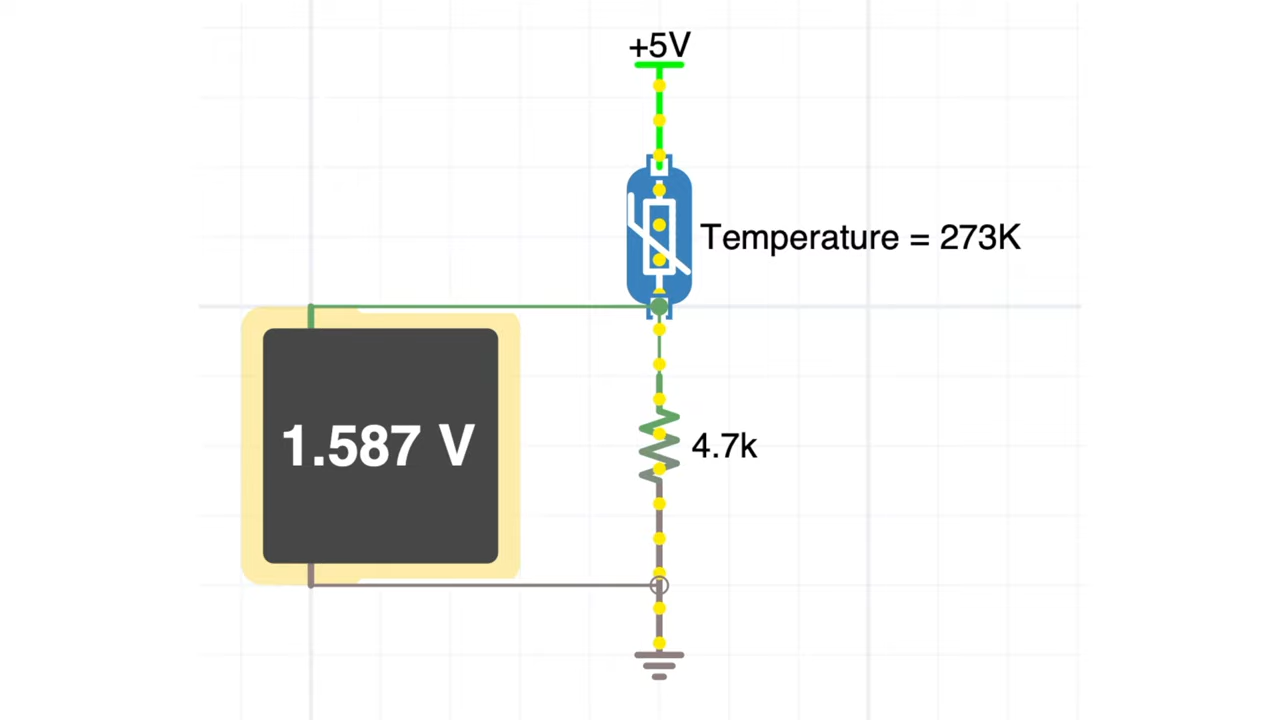 +5V
Temperature = 273K
1.587 V
4.7k